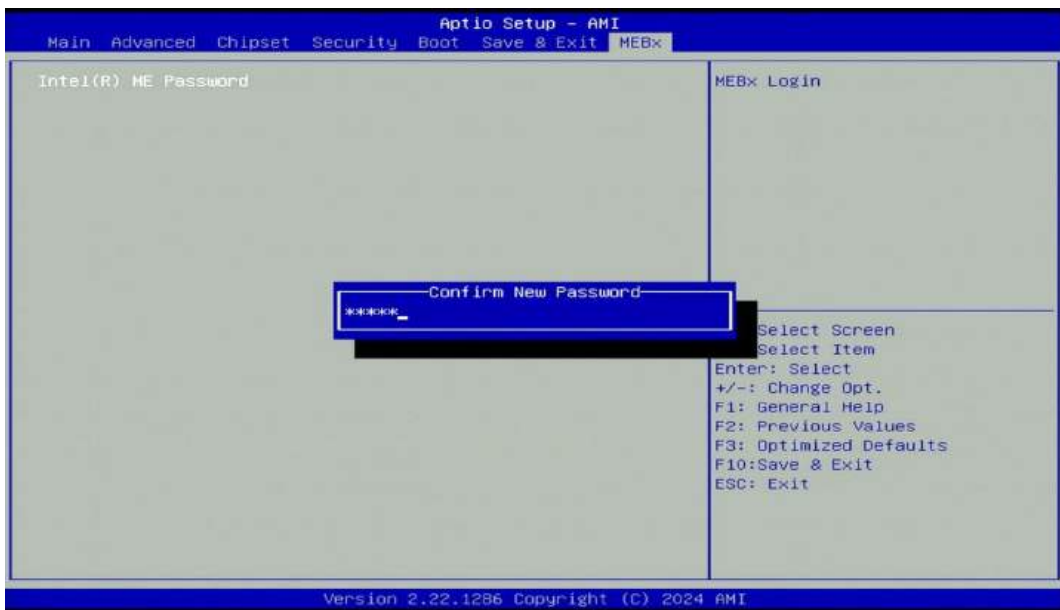 Aptio Setup - AMI
Main Advanced Chipset Security Boot Save & Exit MEBx
Intel(R) ME Password
MEBx Login
Confirm New Password
*****_
Select Screen
Select Item
Enter: Select
+/-: Change Opt.
F1: General Help
F2: Previous Values
F3: Optimized Defaults
F10:Save & Exit
ESC: Exit
Version 2.22.1286 Copyright (C) 2024 AMI